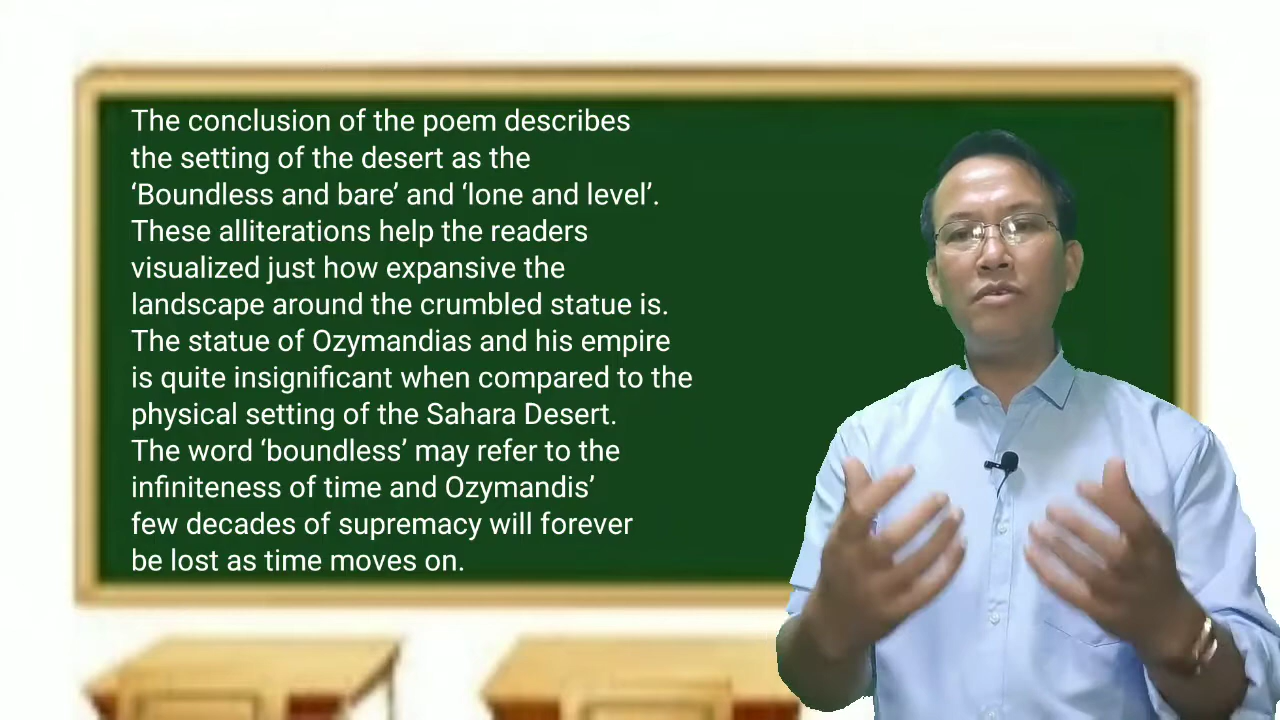 The conclusion of the poem describes
the setting of the desert as the
‘Boundless and bare’ and ‘lone and level’.
These alliterations help the readers
visualized just how expansive the
landscape around the crumbled statue is.
The statue of Ozymandias and his empire
is quite insignificant when compared to the
physical setting of the Sahara Desert.
The word ‘boundless’ may refer to the
infiniteness of time and Ozymandis’
few decades of supremacy will forever
be lost as time moves on.